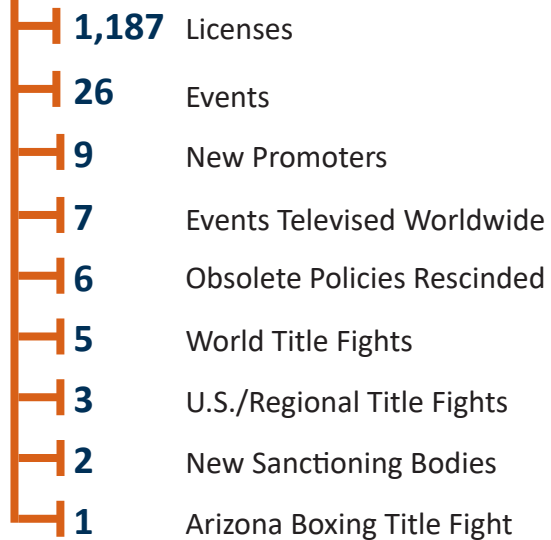 1,187 Licenses
26 Events
9 New Promoters
7 Events Televised Worldwide
6 Obsolete Policies Rescinded
5 World Title Fights
3 U.S./Regional Title Fights
2 New Sanctioning Bodies
1 Arizona Boxing Title Fight